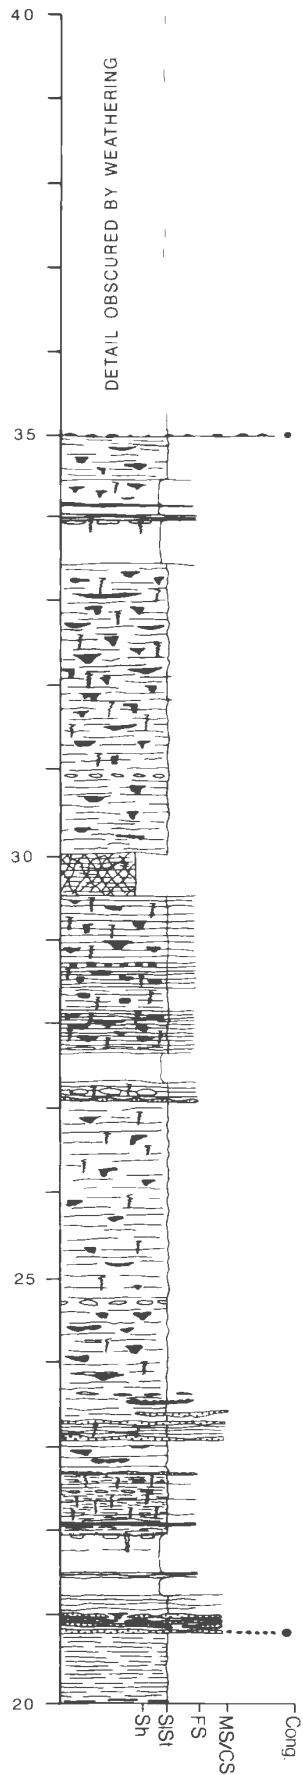 40
DETAIL OBSCURED BY WEATHERING
35
30
25
20
Sh
SlSt
FS
MS/CS
Cong.